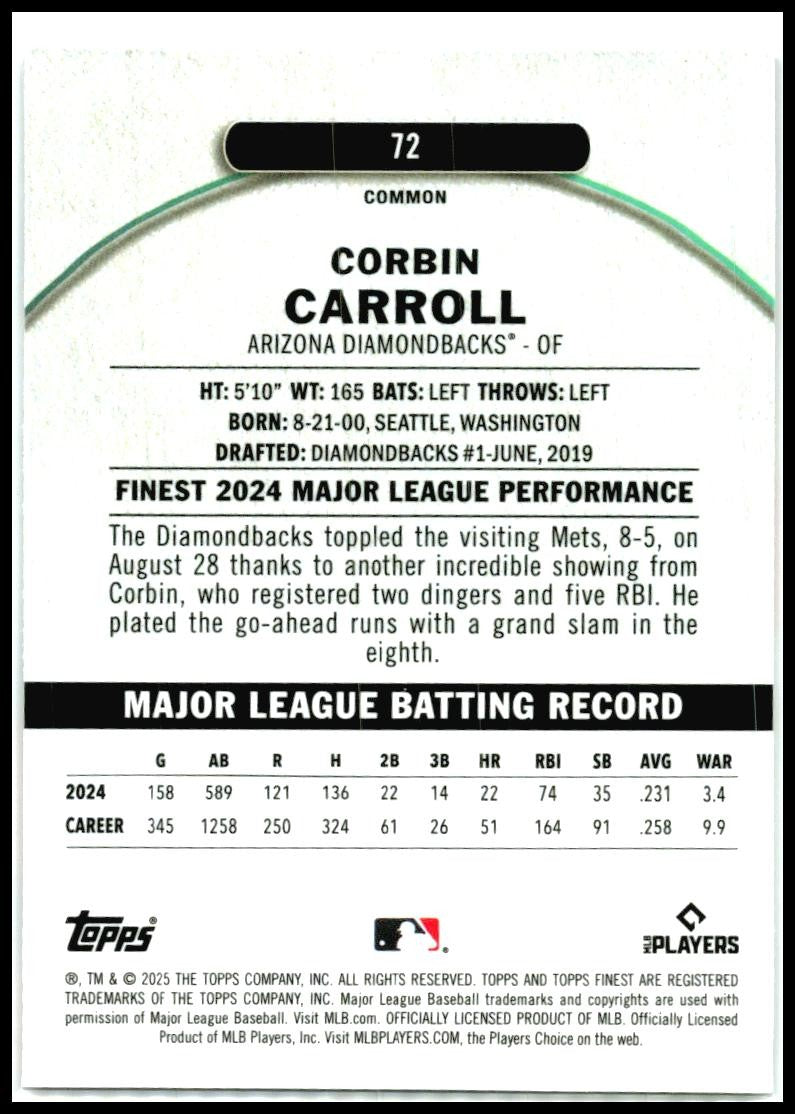 72
COMMON
CORBIN
CARROLL
ARIZONA DIAMONDBACKS® - OF
HT: 5'10" WT: 165 BATS: LEFT THROWS: LEFT
BORN: 8-21-00, SEATTLE, WASHINGTON
DRAFTED: DIAMONDBACKS #1-JUNE, 2019
FINEST 2024 MAJOR LEAGUE PERFORMANCE
The Diamondbacks toppled the visiting Mets, 8-5, on
August 28 thanks to another incredible showing from
Corbin, who registered two dingers and five RBI. He
plated the go-ahead runs with a grand slam in the
eighth.
MAJOR LEAGUE BATTING RECORD
G AB R H 2B 3B HR RBI SB AVG WAR
2024 158 589 121 136 22 14 22 74 35 .231 3.4
CAREER 345 1258 250 324 61 26 51 164 91 .258 9.9
Topps® ® MLB PLAYERS
®, TM & © 2025 THE TOPPS COMPANY, INC. ALL RIGHTS RESERVED. TOPPS AND TOPPS FINEST ARE REGISTERED
TRADEMARKS OF THE TOPPS COMPANY, INC. Major League Baseball trademarks and copyrights are used with
permission of Major League Baseball. Visit MLB.com. OFFICIALLY LICENSED PRODUCT OF MLB. Officially Licensed
Product of MLB Players, Inc. Visit MLBPLAYERS.COM, the Players Choice on the web.